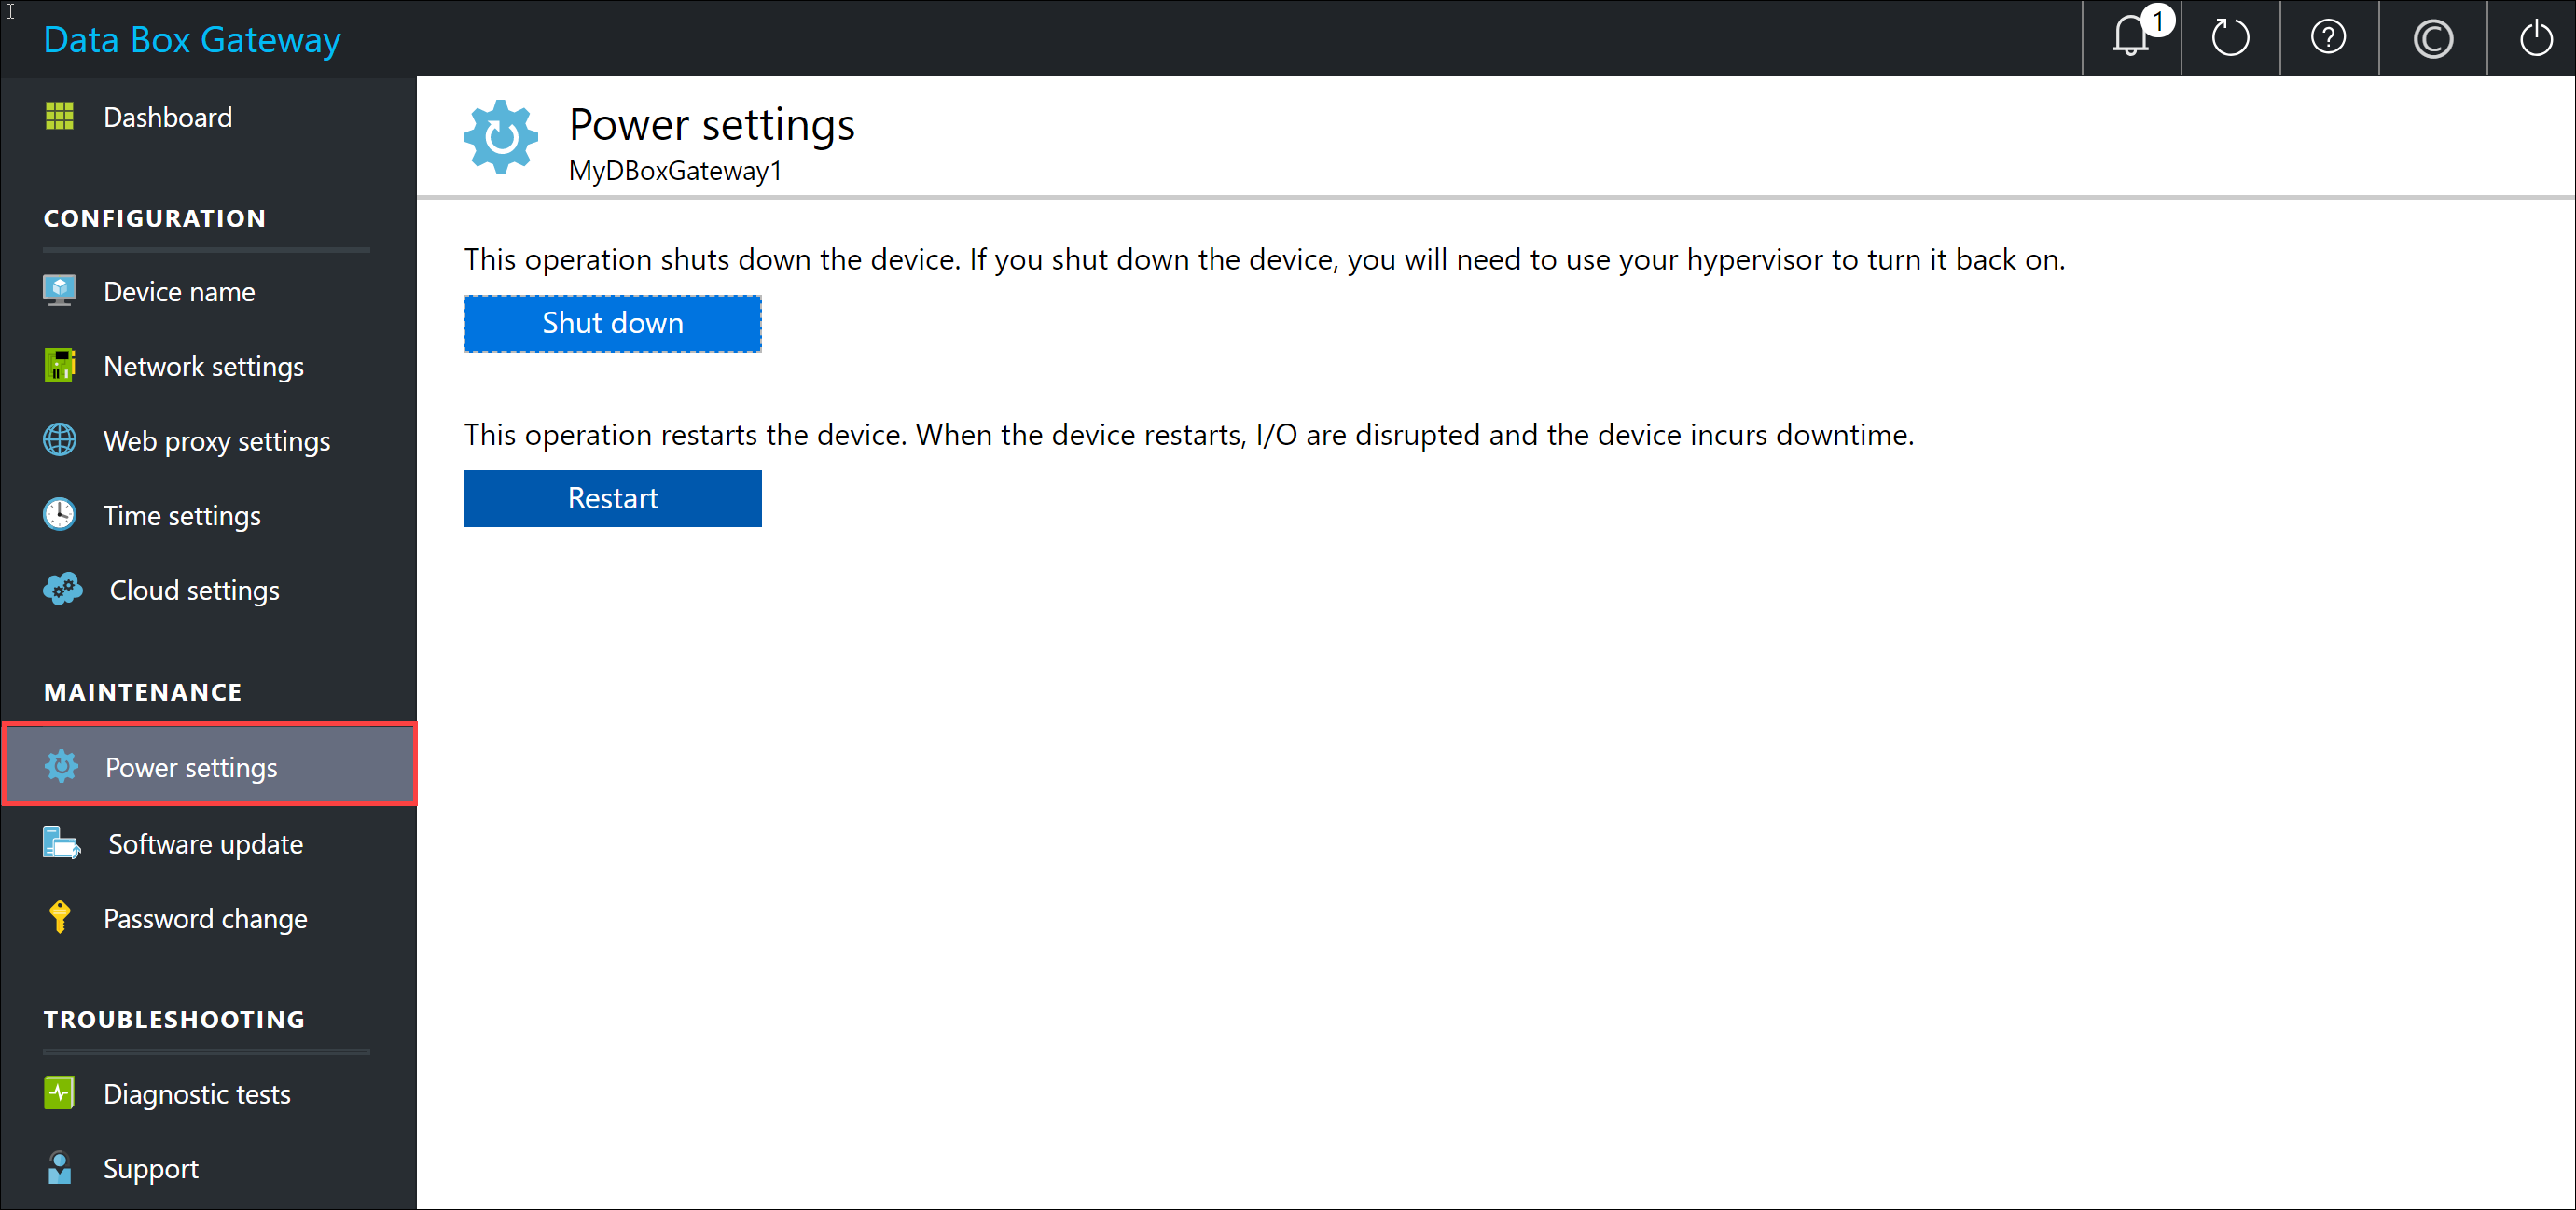 Data Box Gateway
1
?
©
Dashboard
CONFIGURATION
Device name
Network settings
Web proxy settings
Time settings
Cloud settings
MAINTENANCE
Power settings
Software update
Password change
TROUBLESHOOTING
Diagnostic tests
Support
Power settings
MyDBoxGateway1
This operation shuts down the device. If you shut down the device, you will need to use your hypervisor to turn it back on.
Shut down
This operation restarts the device. When the device restarts, I/O are disrupted and the device incurs downtime.
Restart